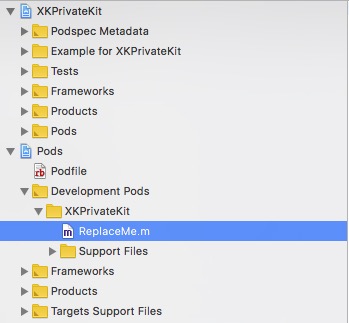 XKPrivateKit
Podspec Metadata
Example for XKPrivateKit
Tests
Frameworks
Products
Pods
Pods
rb Podfile
Development Pods
XKPrivateKit
m ReplaceMe.m
Support Files
Frameworks
Products
Targets Support Files